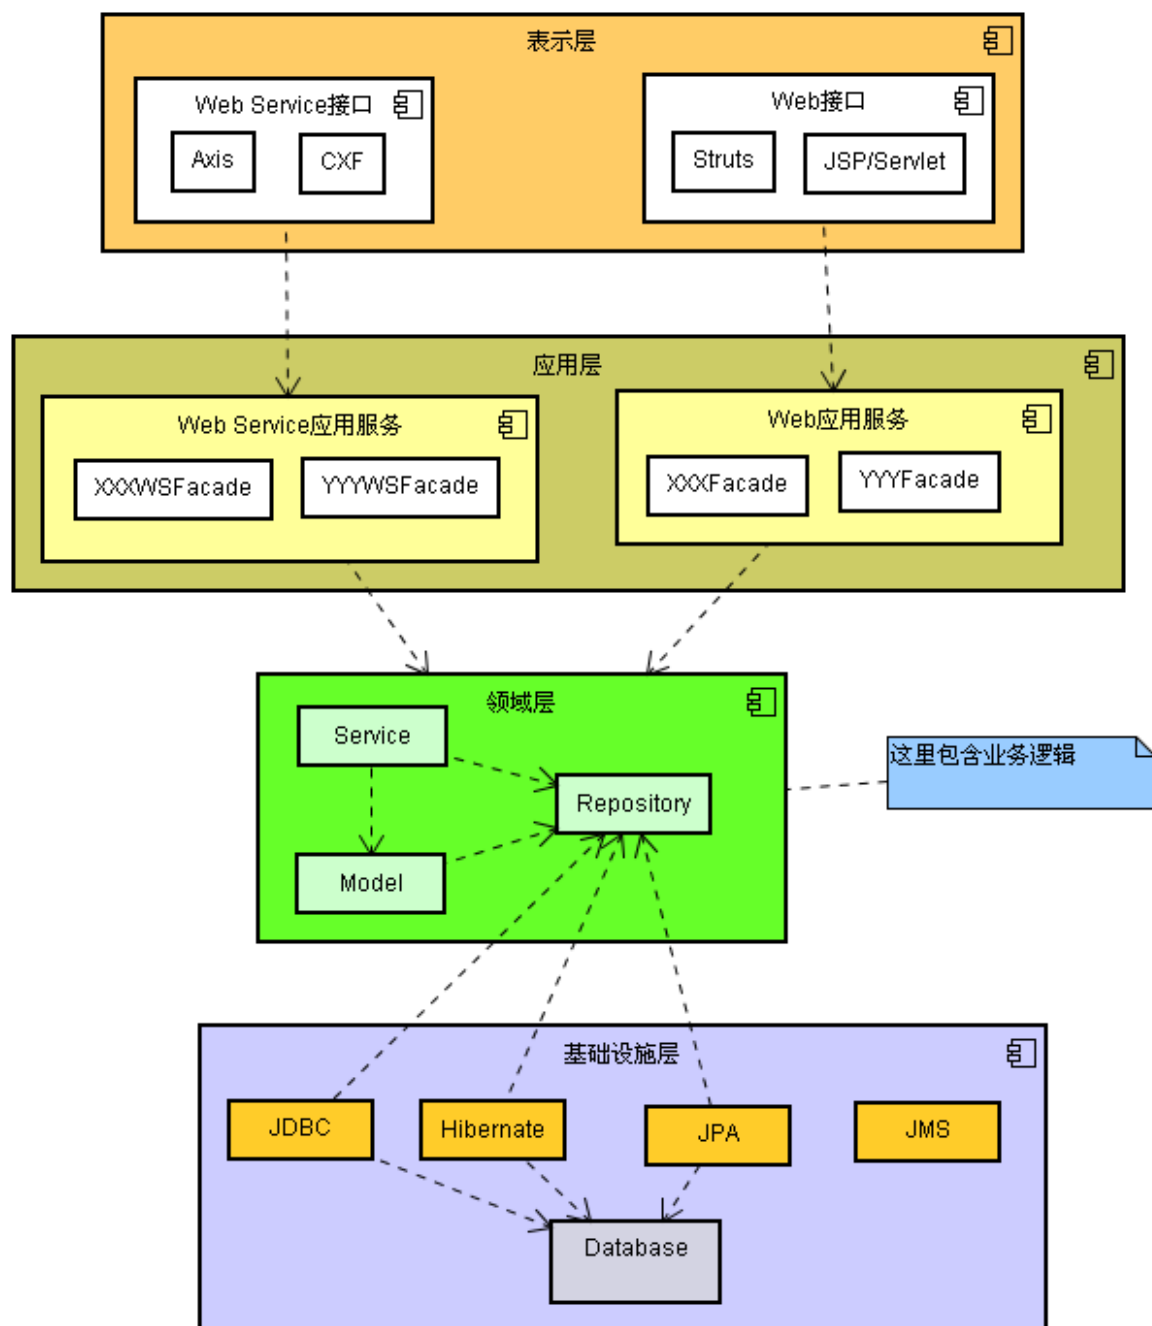 表示层
Web Service接口
Axis
CXF
Web接口
Struts
JSP/Servlet
应用层
Web Service应用服务
XXXWSFacade
YYYWSFacade
Web应用服务
XXXFacade
YYYFacade
领域层
Service
Repository
Model
这里包含业务逻辑
基础设施层
JDBC
Hibernate
JPA
JMS
Database